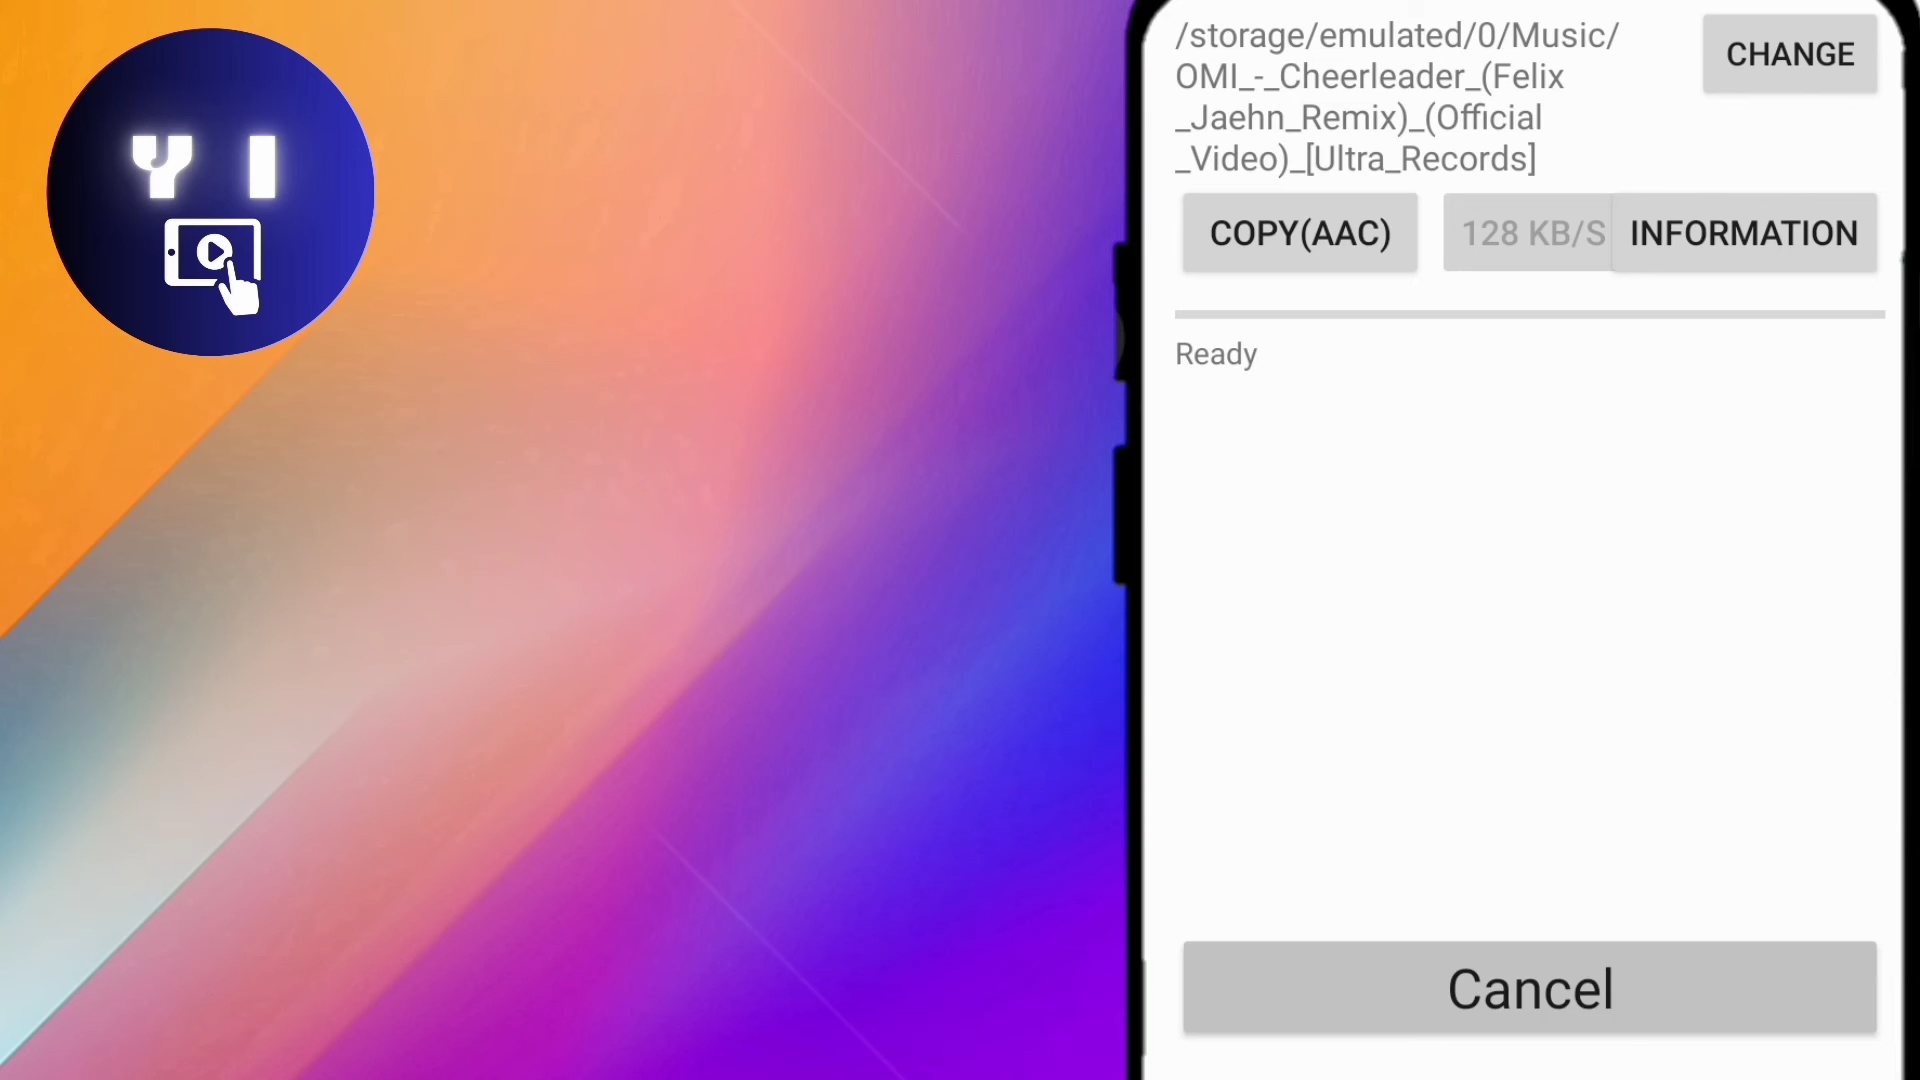 Y I
/storage/emulated/0/Music/
OMI_-_Cheerleader_(Felix
_Jaehn_Remix)_(Official
_Video)_[Ultra_Records]
CHANGE
COPY(AAC)
128 KB/S
INFORMATION
Ready
Cancel